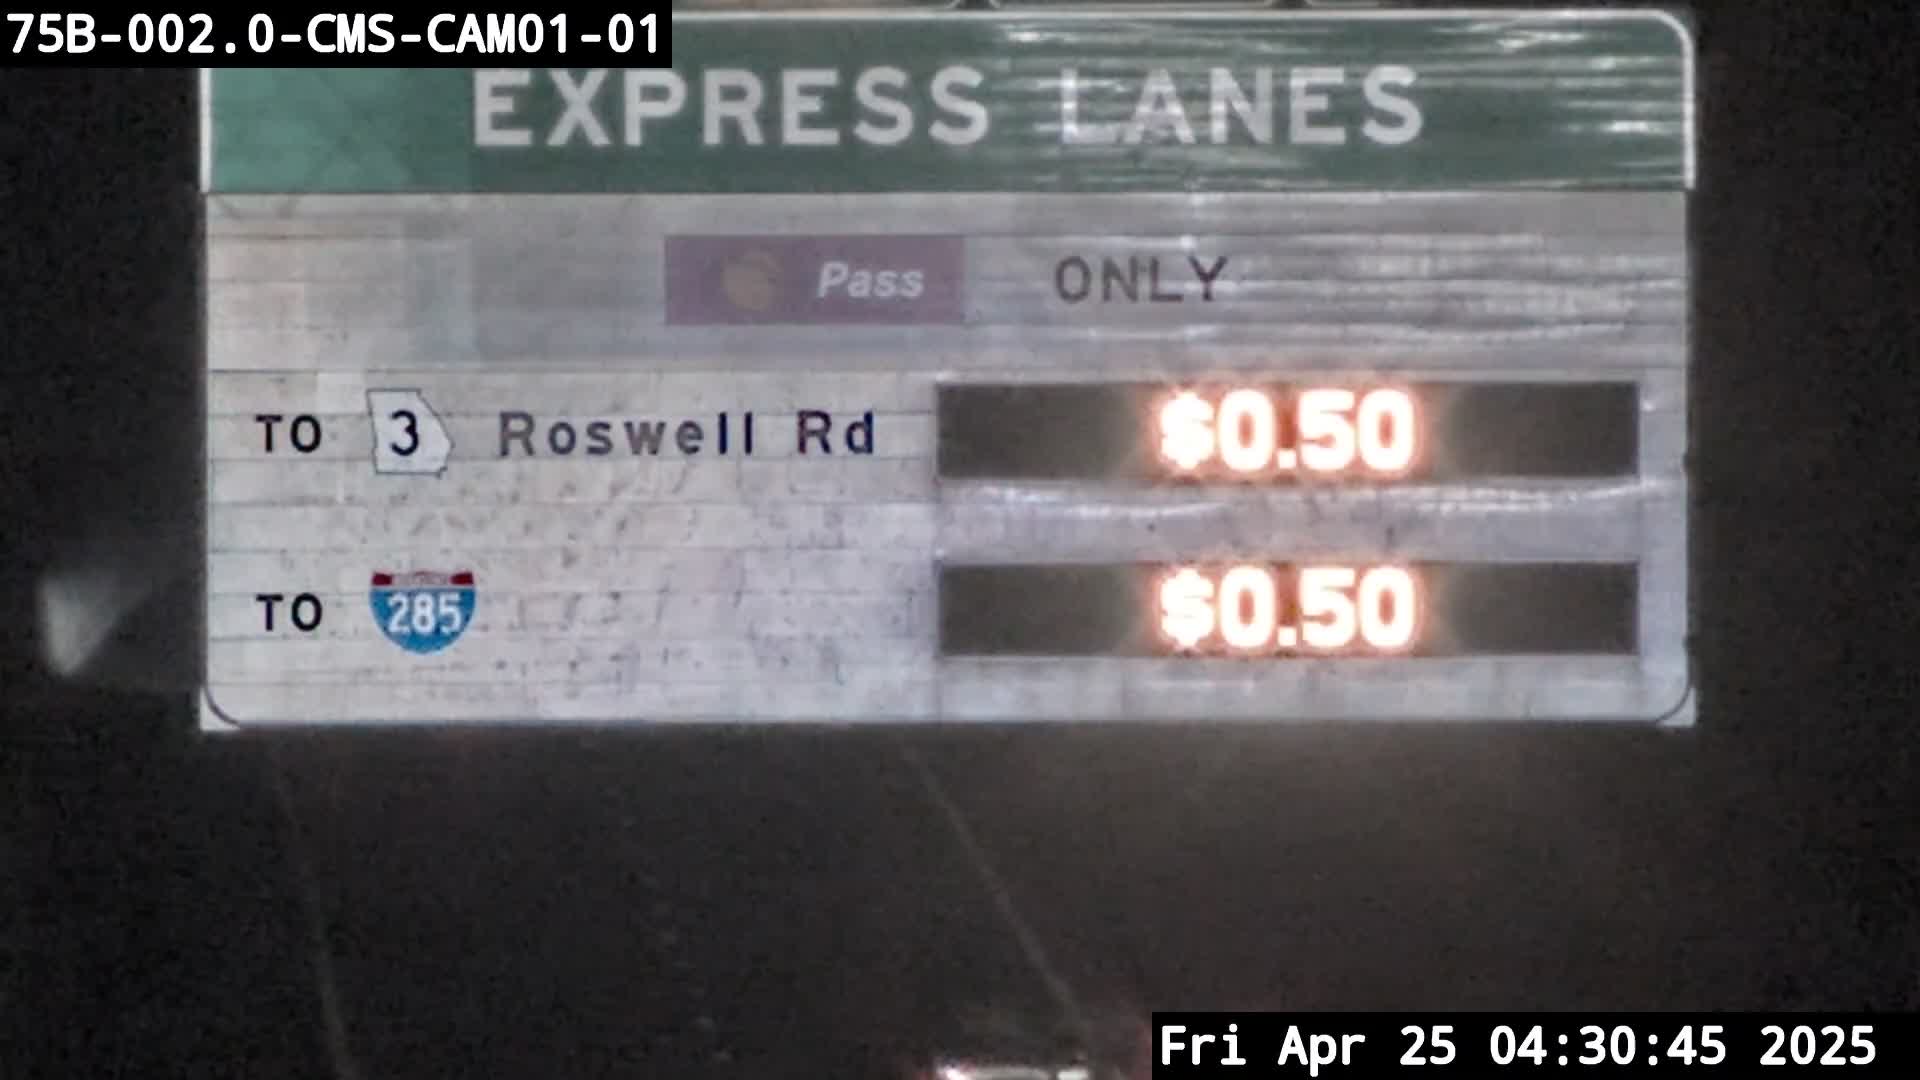 75B-002.0-CMS-CAM01-01
EXPRESS LANES
Pass ONLY
TO 3 Roswell Rd $0.50
TO 285 $0.50
Fri Apr 25 04:30:45 2025